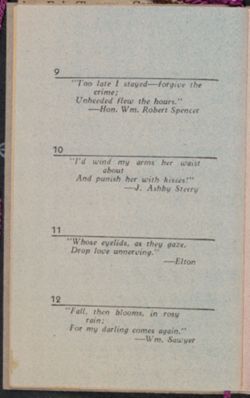 9
"Too late I stayed—forgive the
crime;
Unheeded flew the hours."
—Hon. Wm. Robert Spencer
10
"I'd wind my arms her waist
about
And punish her with kisses!"
—J. Ashby Sterry
11
"Whose eyelids, as they gaze,
Drop love unnerving."
—Elton
12
"Fall, then blooms, in rosy
rain;
For my darling comes again."
—Wm. Sawyer